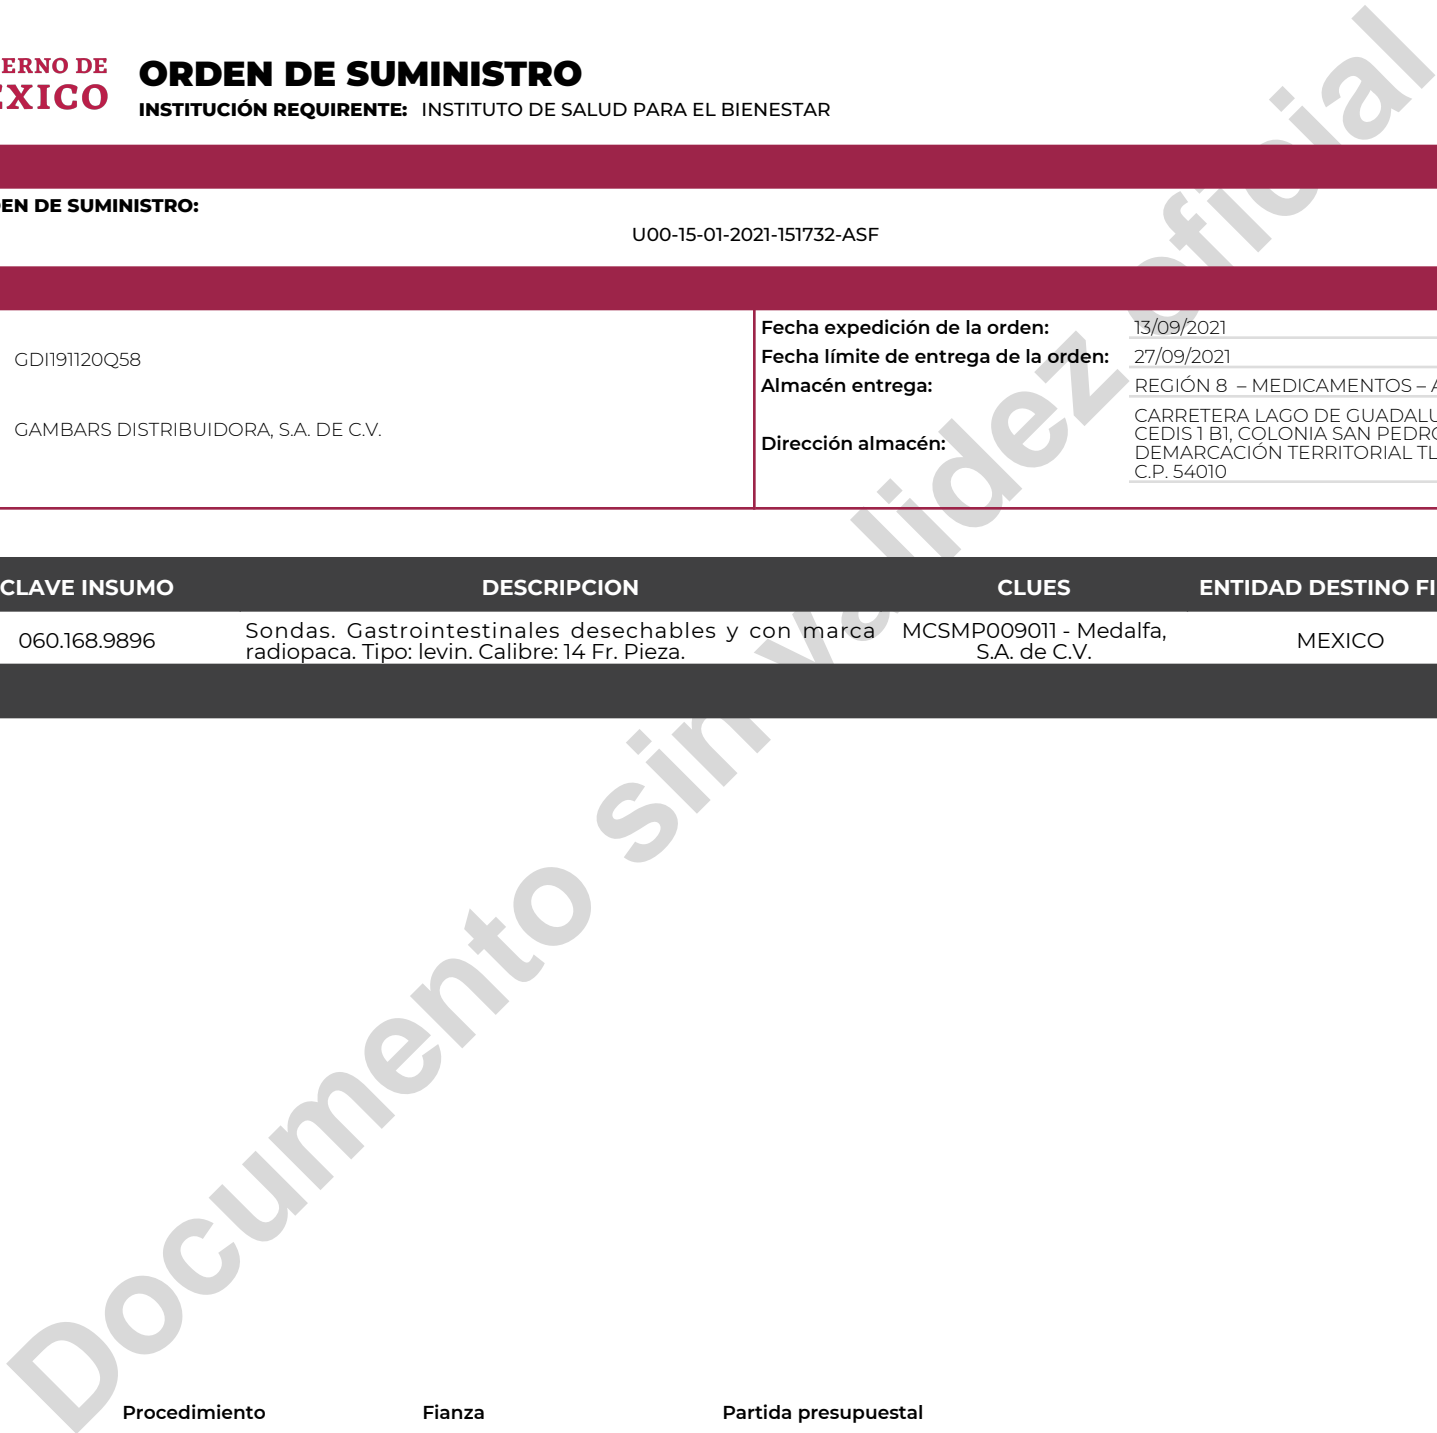 ERNO DE
EXICO
ORDEN DE SUMINISTRO
INSTITUCIÓN REQUIRENTE: INSTITUTO DE SALUD PARA EL BIENESTAR
EN DE SUMINISTRO:
U00-15-01-2021-151732-ASF
GDI191120Q58
GAMBARS DISTRIBUIDORA, S.A. DE C.V.
Fecha expedición de la orden: 13/09/2021
Fecha límite de entrega de la orden: 27/09/2021
Almacén entrega: REGIÓN 8 – MEDICAMENTOS – A
Dirección almacén:
CARRETERA LAGO DE GUADALU
CEDIS 1 B1, COLONIA SAN PEDRO
DEMARCACIÓN TERRITORIAL TL
C.P. 54010
CLAVE INSUMO DESCRIPCION CLUES ENTIDAD DESTINO FI
060.168.9896
Sondas. Gastrointestinales desechables y con marca
radiopaca. Tipo: levin. Calibre: 14 Fr. Pieza.
MCSMP009011 - Medalfa,
S.A. de C.V.
MEXICO
Documento sin validez oficial
Procedimiento Fianza Partida presupuestal